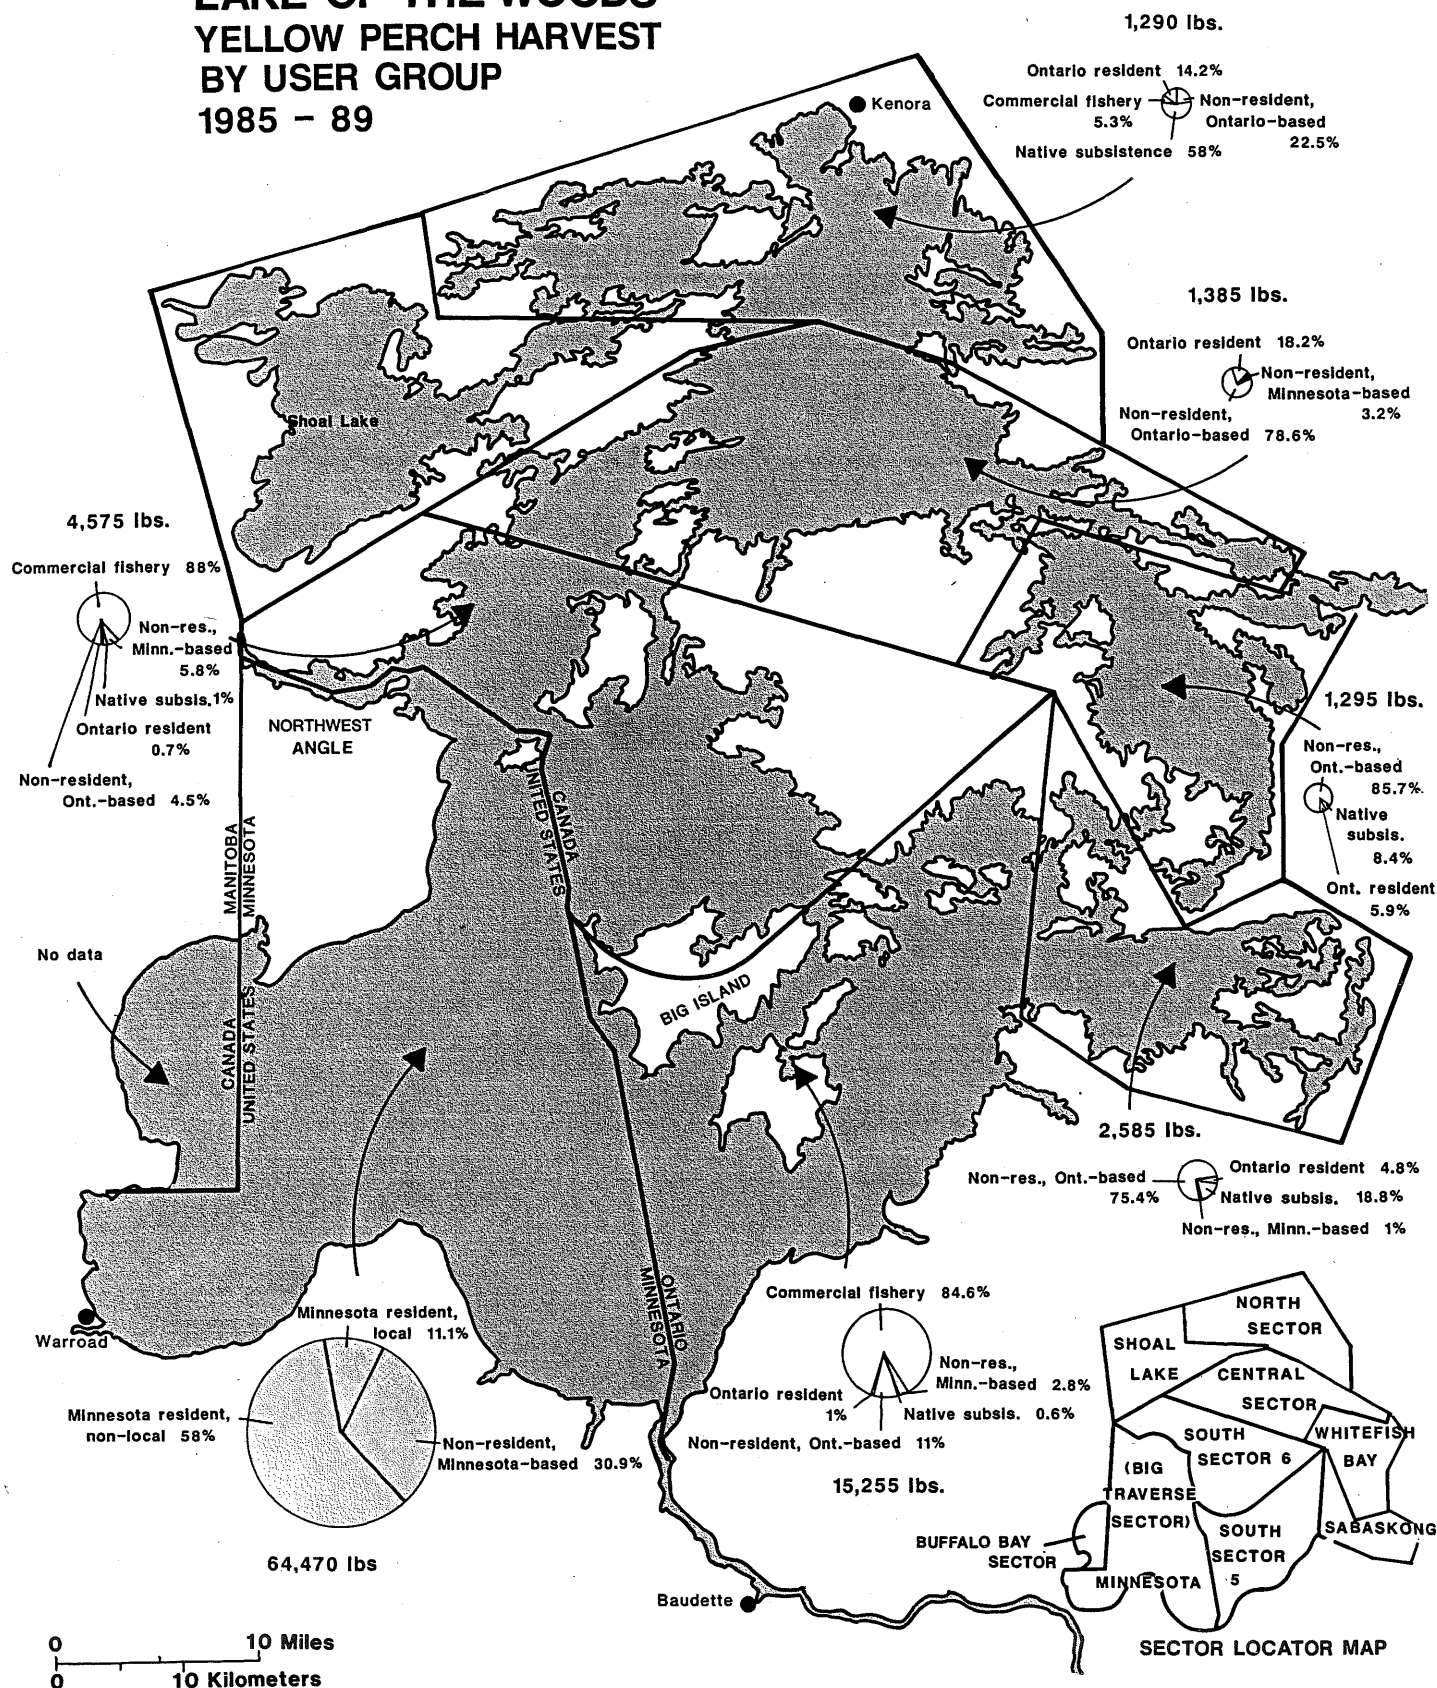 LAKE OF THE WOODS
YELLOW PERCH HARVEST
BY USER GROUP
1985 - 89
1,290 lbs.
Ontario resident 14.2%
Commercial fishery
5.3%
Non-resident,
Ontario-based
22.5%
Native subsistence 58%
Kenora
1,385 lbs.
Ontario resident 18.2%
Non-resident,
Minnesota-based
3.2%
Non-resident,
Ontario-based 78.6%
Shoal Lake
4,575 lbs.
Commercial fishery 88%
Non-res.,
Minn.-based
5.8%
Native subsis. 1%
Ontario resident
0.7%
Non-resident,
Ont.-based 4.5%
NORTHWEST
ANGLE
1,295 lbs.
Non-res.,
Ont.-based
85.7%
Native
subsis.
8.4%
Ont. resident
5.9%
CANADA
UNITED STATES
MANITOBA
MINNESOTA
No data
BIG ISLAND
CANADA
UNITED STATES
2,585 lbs.
Non-res., Ont.-based
75.4%
Ontario resident 4.8%
Native subsis. 18.8%
Non-res., Minn.-based 1%
ONTARIO
MINNESOTA
Warroad
Minnesota resident,
local 11.1%
Minnesota resident,
non-local 58%
Non-resident,
Minnesota-based 30.9%
64,470 lbs
Commercial fishery 84.6%
Non-res.,
Minn.-based 2.8%
Ontario resident
1%
Native subsis. 0.6%
Non-resident, Ont.-based 11%
15,255 lbs.
Baudette
NORTH
SECTOR
SHOAL
LAKE
CENTRAL
SECTOR
SOUTH
SECTOR 6
WHITEFISH
BAY
(BIG
TRAVERSE
SECTOR)
BUFFALO BAY
SECTOR
SOUTH
SECTOR
5
SABASKONG
MINNESOTA
SECTOR LOCATOR MAP
0 10 Miles
0 10 Kilometers